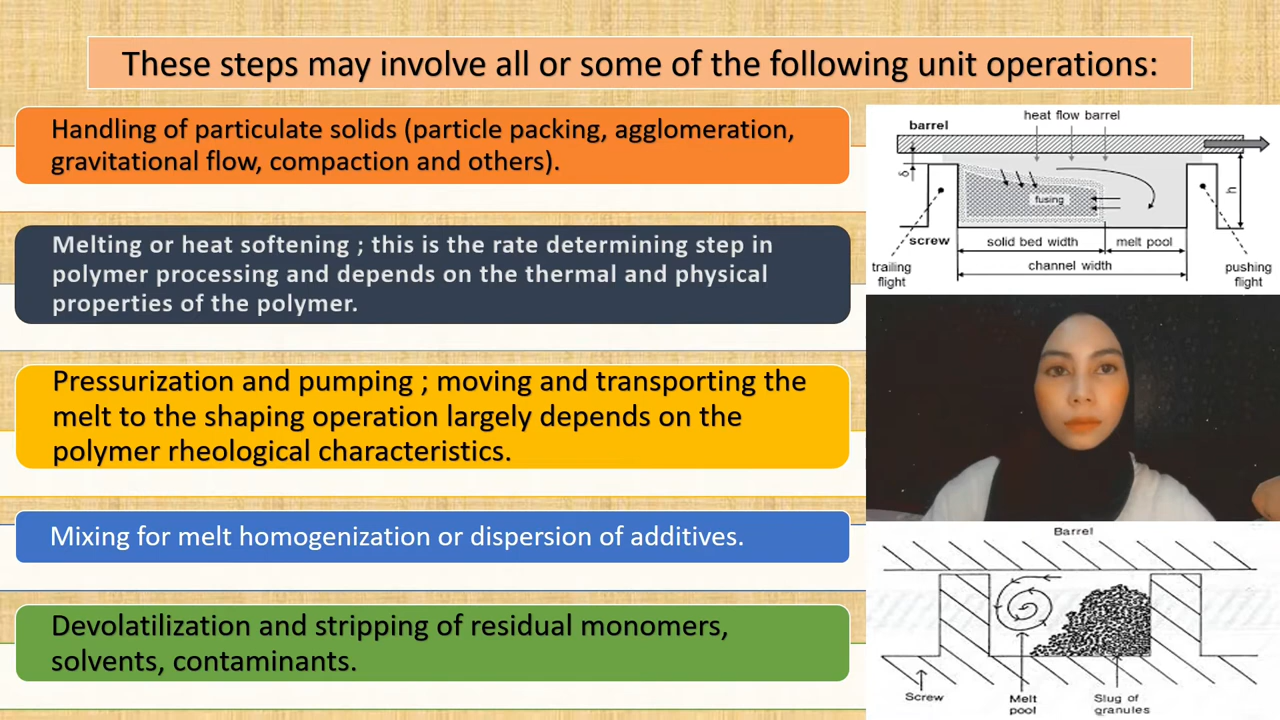 These steps may involve all or some of the following unit operations:
Handling of particulate solids (particle packing, agglomeration,
gravitational flow, compaction and others).
Melting or heat softening ; this is the rate determining step in
polymer processing and depends on the thermal and physical
properties of the polymer.
Pressurization and pumping ; moving and transporting the
melt to the shaping operation largely depends on the
polymer rheological characteristics.
Mixing for melt homogenization or dispersion of additives.
Devolatilization and stripping of residual monomers,
solvents, contaminants.
heat flow barrel
barrel
δ
h
fusing
screw
solid bed width
melt pool
channel width
trailing
flight
pushing
flight
Barrel
Screw
Melt
pool
Slug of
granules